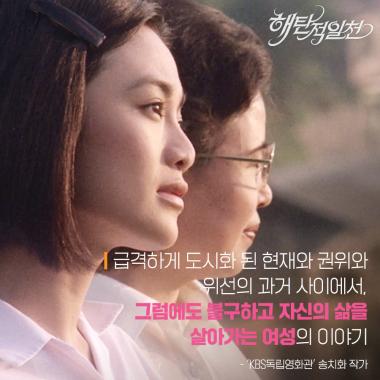 해탄적일천
급격하게 도시화 된 현재와 권위와
위선의 과거 사이에서,
그럼에도 불구하고 자신의 삶을
살아가는 여성의 이야기
- 'KBS독립영화관' 송치화 작가